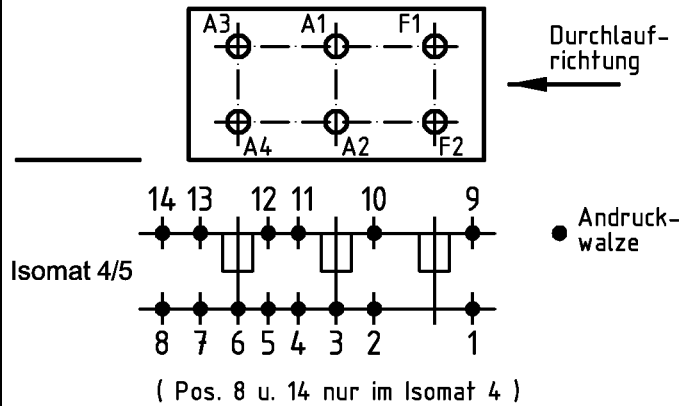 A3 A1 F1
Durchlauf-
richtung
A4 A2 F2
14 13 12 11 10 9
Andruck-
walze
Isomat 4/5
8 7 6 5 4 3 2 1
( Pos. 8 u. 14 nur im Isomat 4 )